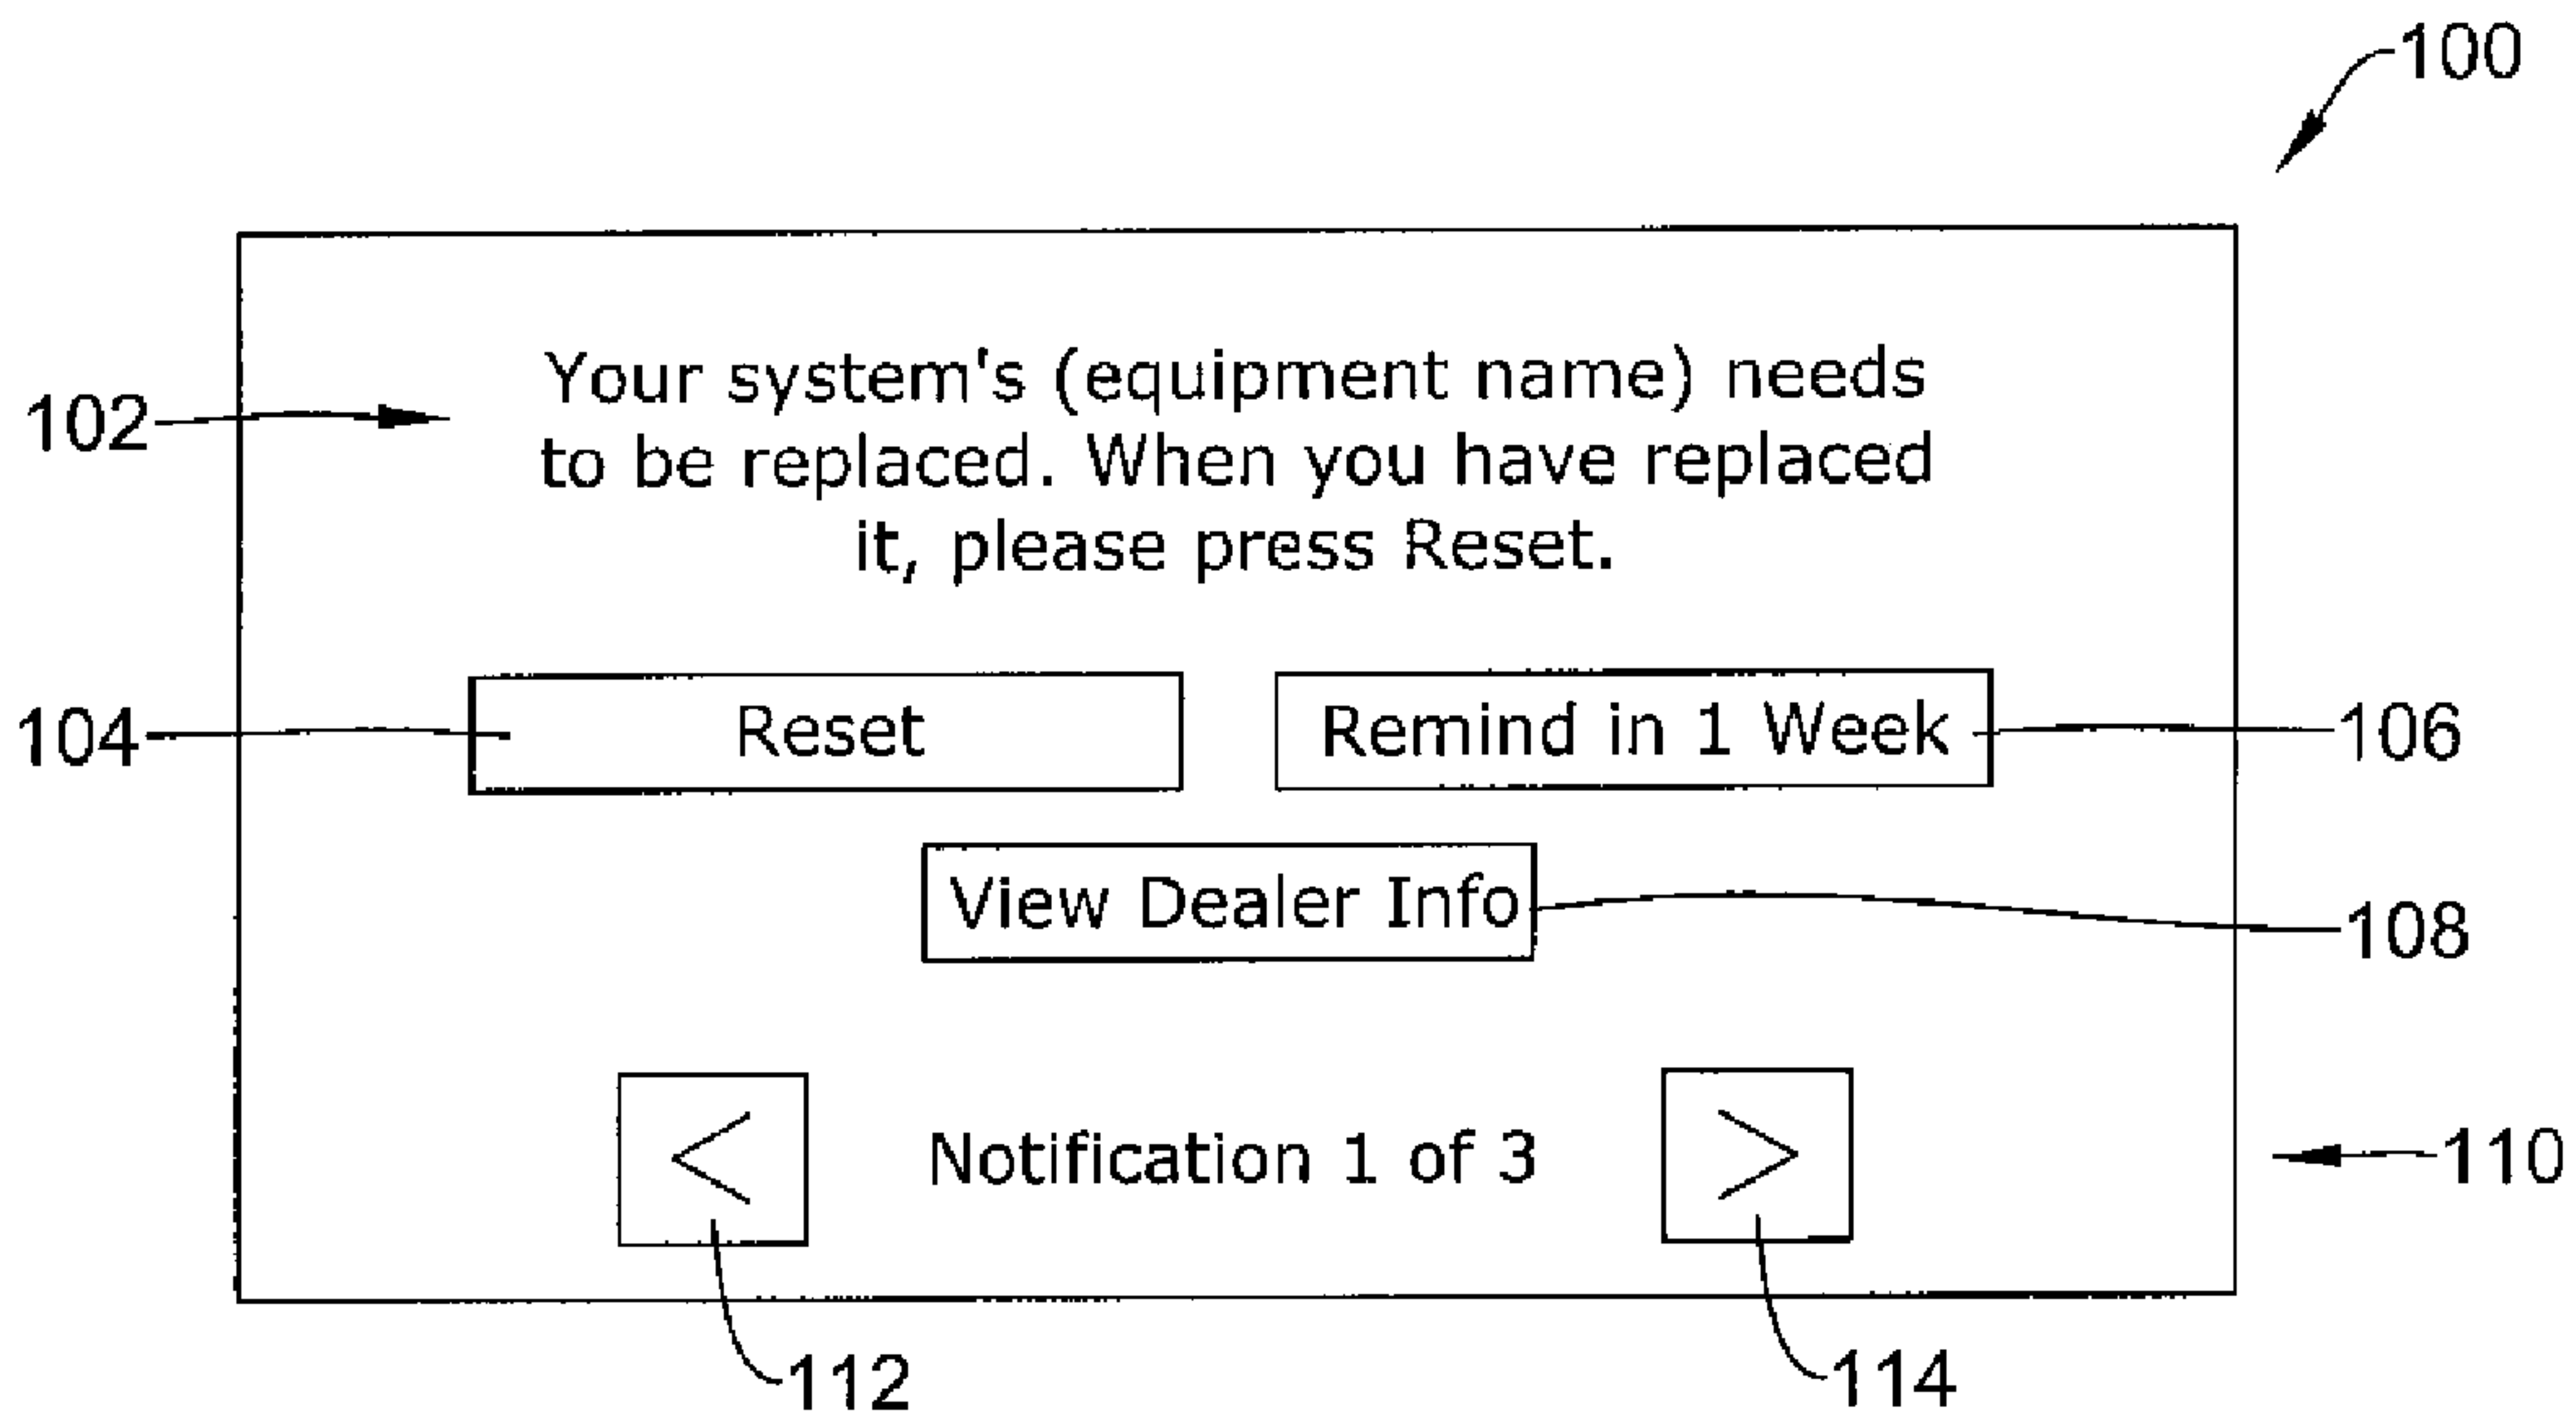 100
102
Your system's (equipment name) needs
to be replaced. When you have replaced
it, please press Reset.
104
Reset
Remind in 1 Week
106
View Dealer Info
108
<
Notification 1 of 3
>
110
112
114